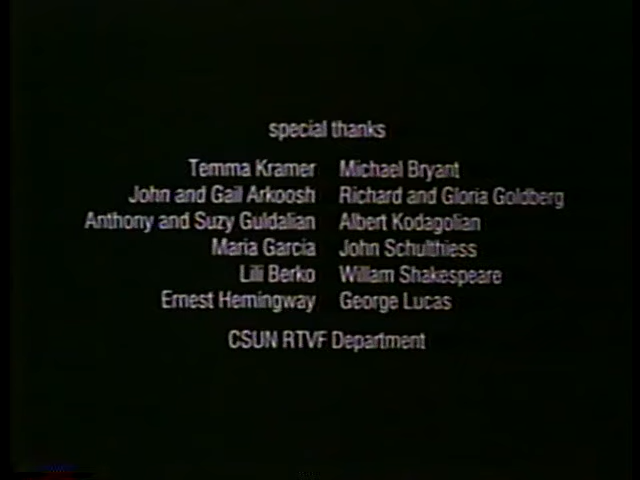 special thanks
Temma Kramer Michael Bryant
John and Gail Arkoosh Richard and Gloria Goldberg
Anthony and Suzy Guldalian Albert Kodagolian
Maria Garcia John Schulthiess
Lili Berko William Shakespeare
Ernest Hemingway George Lucas
CSUN RTVF Department